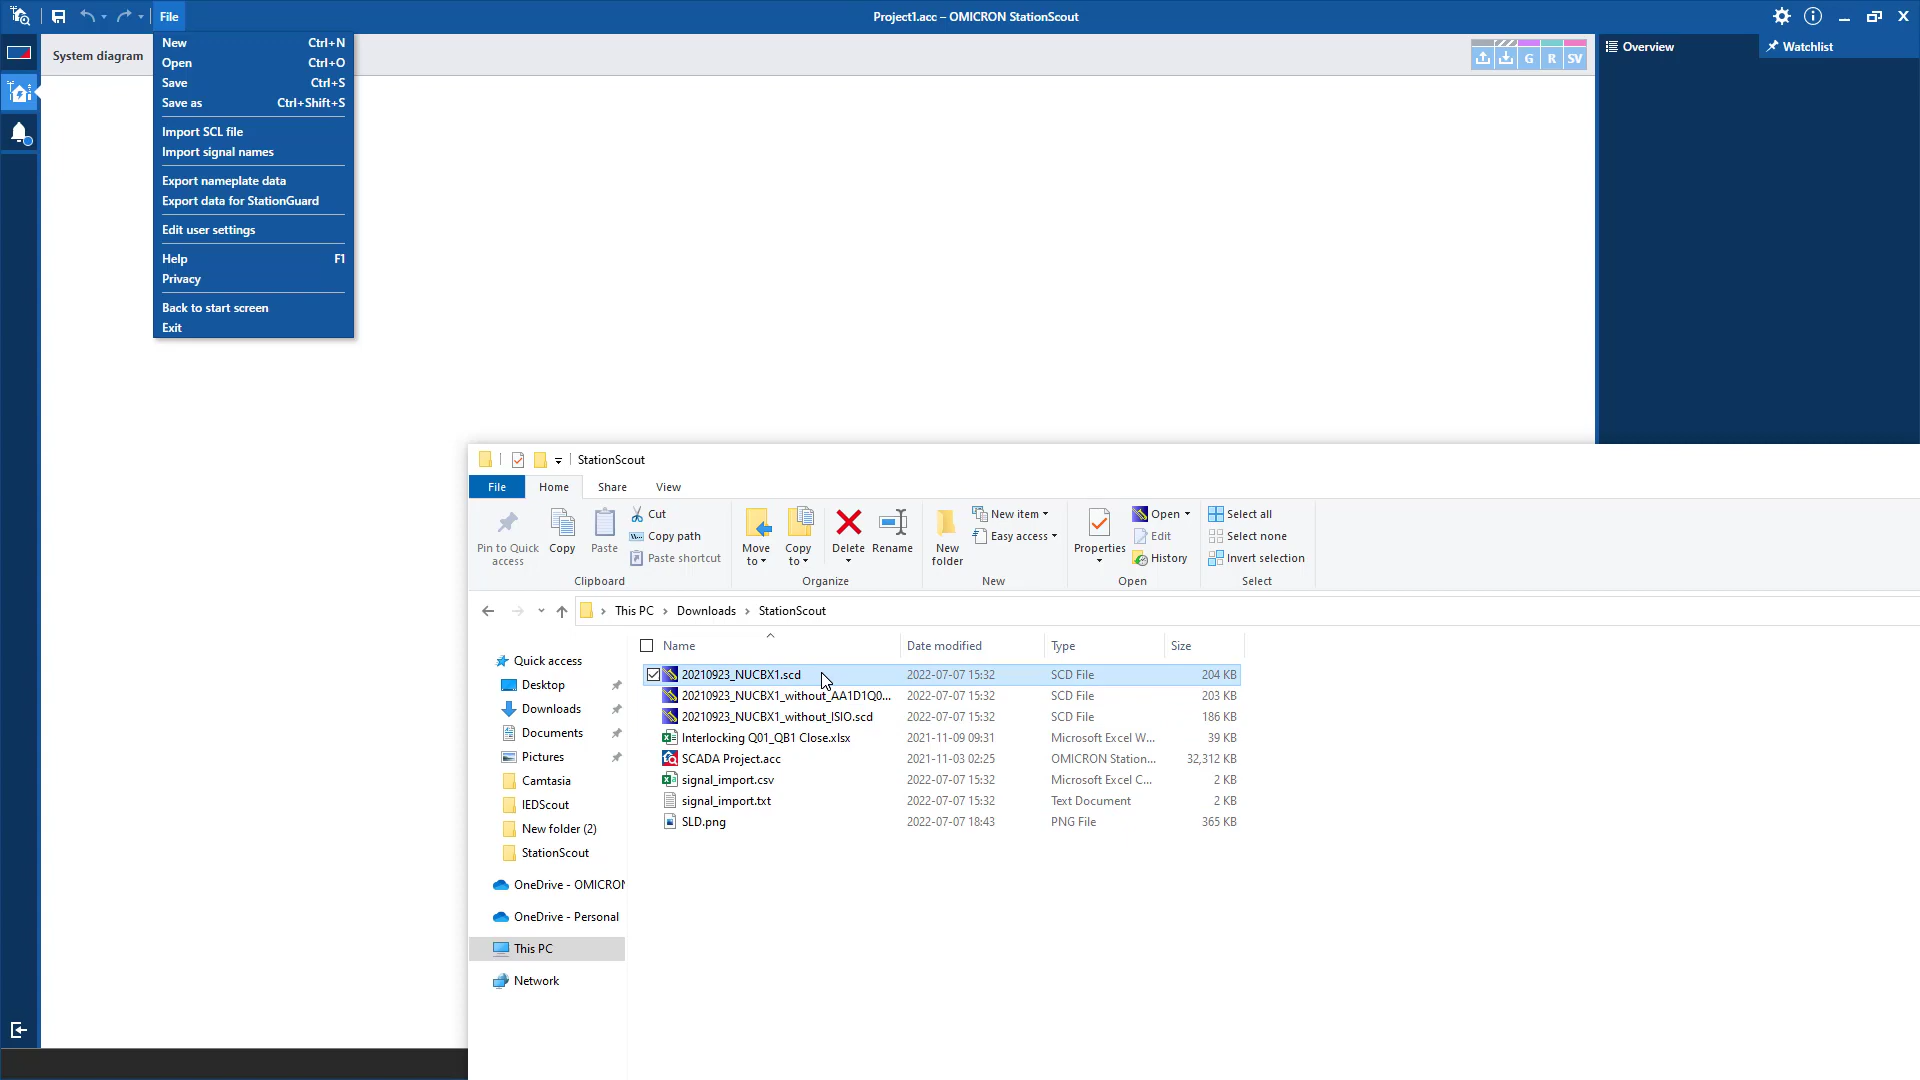 File
Project1.acc – OMICRON StationScout
System diagram
G R SV
Overview
Watchlist
New Ctrl+N
Open Ctrl+O
Save Ctrl+S
Save as Ctrl+Shift+S
Import SCL file
Import signal names
Export nameplate data
Export data for StationGuard
Edit user settings
Help F1
Privacy
Back to start screen
Exit
StationScout
File Home Share View
Pin to Quick access
Copy
Paste
Cut
Copy path
Paste shortcut
Clipboard
Move to
Copy to
Delete
Rename
Organize
New folder
New item
Easy access
New
Properties
Open
Edit
History
Open
Select all
Select none
Invert selection
Select
This PC > Downloads > StationScout
Name Date modified Type Size
20210923_NUCBX1.scd 2022-07-07 15:32 SCD File 204 KB
20210923_NUCBX1_without_AA1D1Q0... 2022-07-07 15:32 SCD File 203 KB
20210923_NUCBX1_without_ISIO.scd 2022-07-07 15:32 SCD File 186 KB
Interlocking Q01_QB1 Close.xlsx 2021-11-09 09:31 Microsoft Excel W... 39 KB
SCADA Project.acc 2021-11-03 02:25 OMICRON Station... 32,312 KB
signal_import.csv 2022-07-07 15:32 Microsoft Excel C... 2 KB
signal_import.txt 2022-07-07 15:32 Text Document 2 KB
SLD.png 2022-07-07 18:43 PNG File 365 KB
Quick access
Desktop
Downloads
Documents
Pictures
Camtasia
IEDScout
New folder (2)
StationScout
OneDrive - OMICRON
OneDrive - Personal
This PC
Network